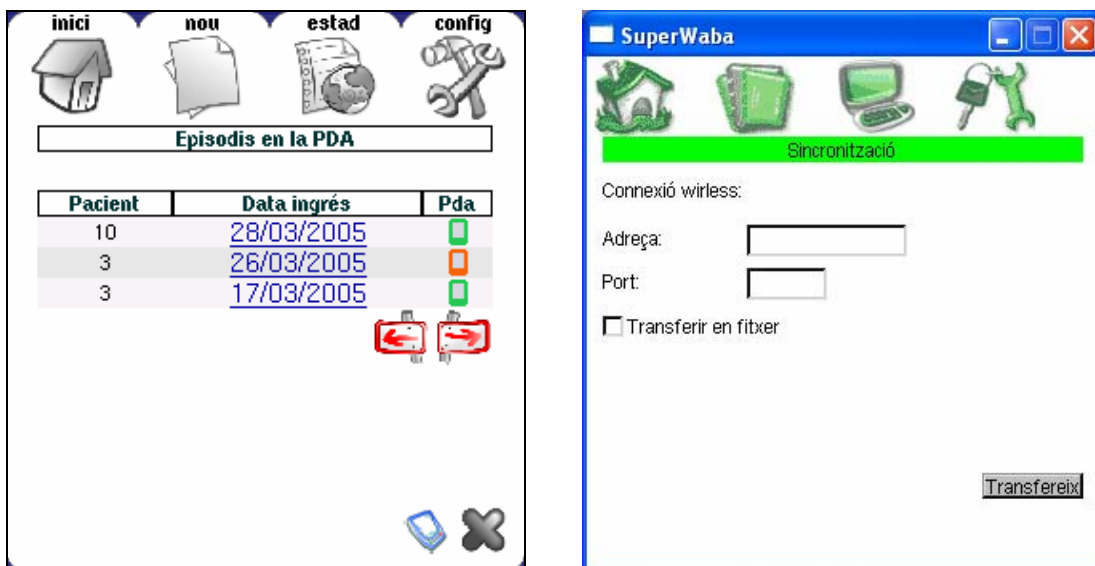 inici nou estad config
Episodis en la PDA
Pacient Data ingrés Pda
10 28/03/2005
3 26/03/2005
3 17/03/2005
SuperWaba
Sincronització
Connexió wirless:
Adreça:
Port:
Transferir en fitxer
Transfereix